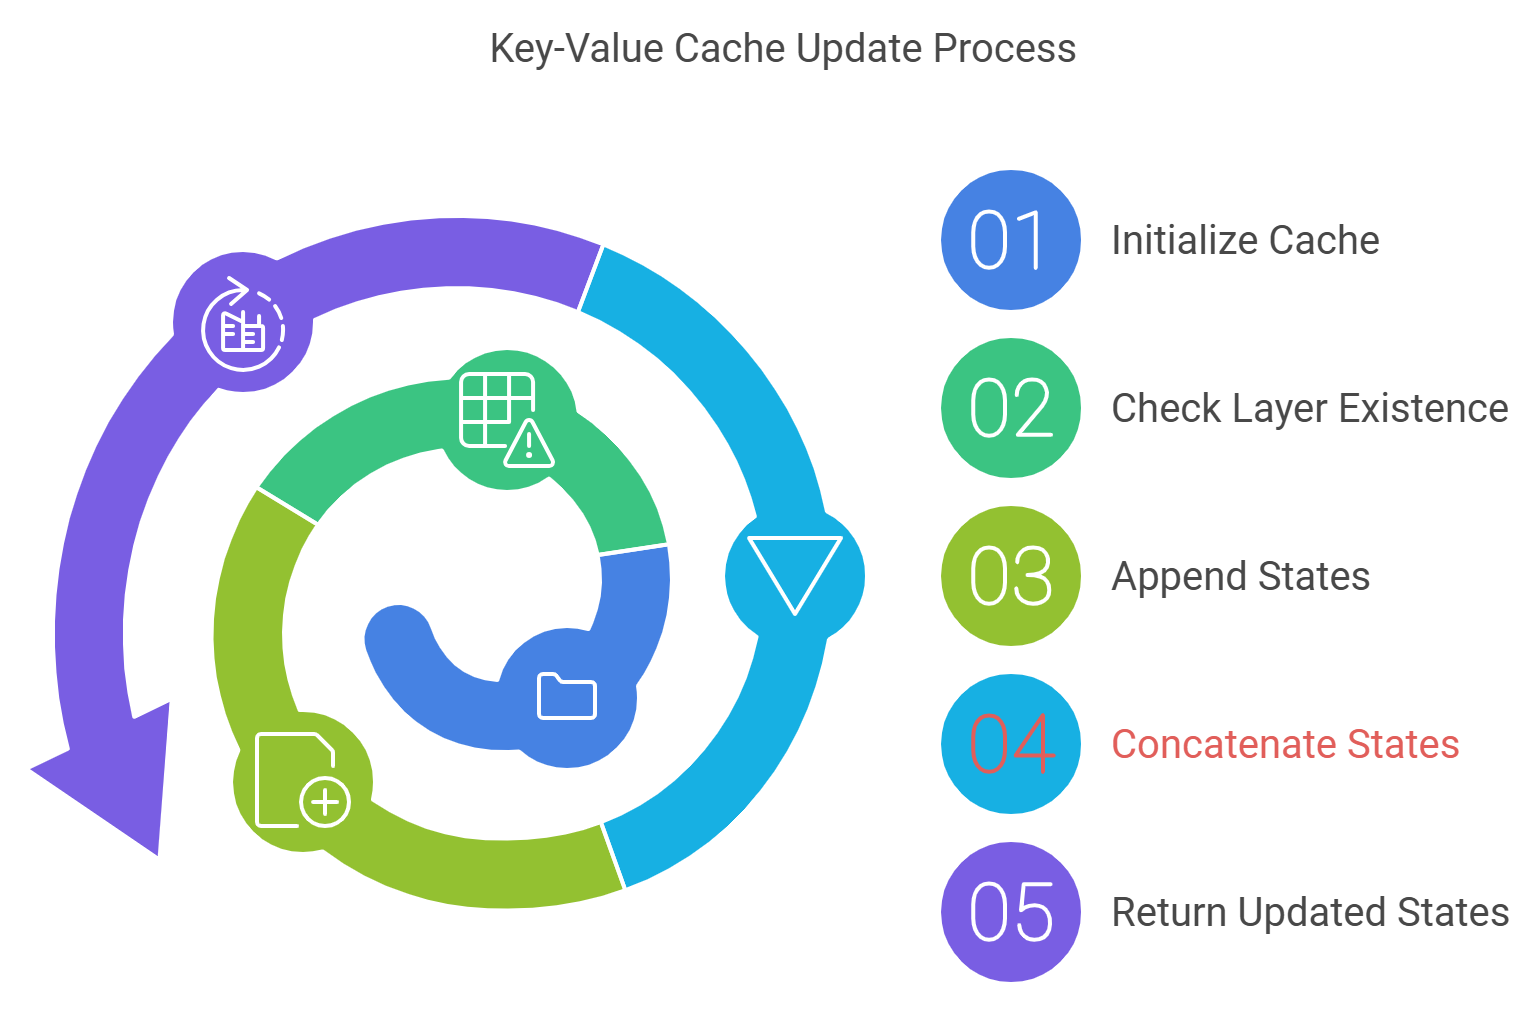 Key-Value Cache Update Process
01 Initialize Cache
02 Check Layer Existence
03 Append States
04 Concatenate States
05 Return Updated States